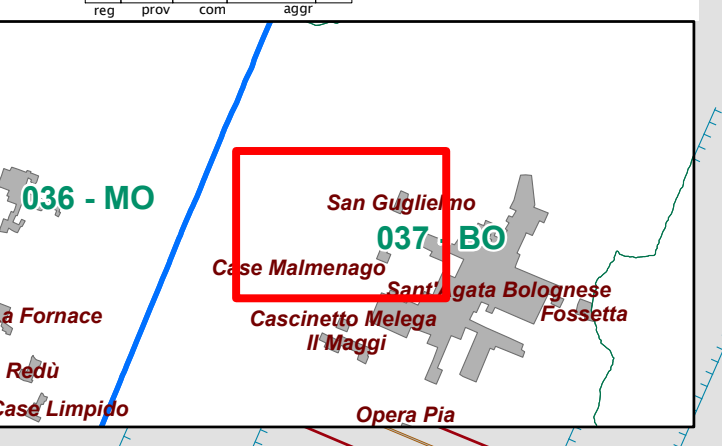 reg prov com aggr
036 - MO
San Guglielmo
037 - BO
Case Malmenago
Sant'Agata Bolognese
a Fornace
Cascinetto Melega
Fossetta
Il Maggi
Redù
Case Limpido
Opera Pia